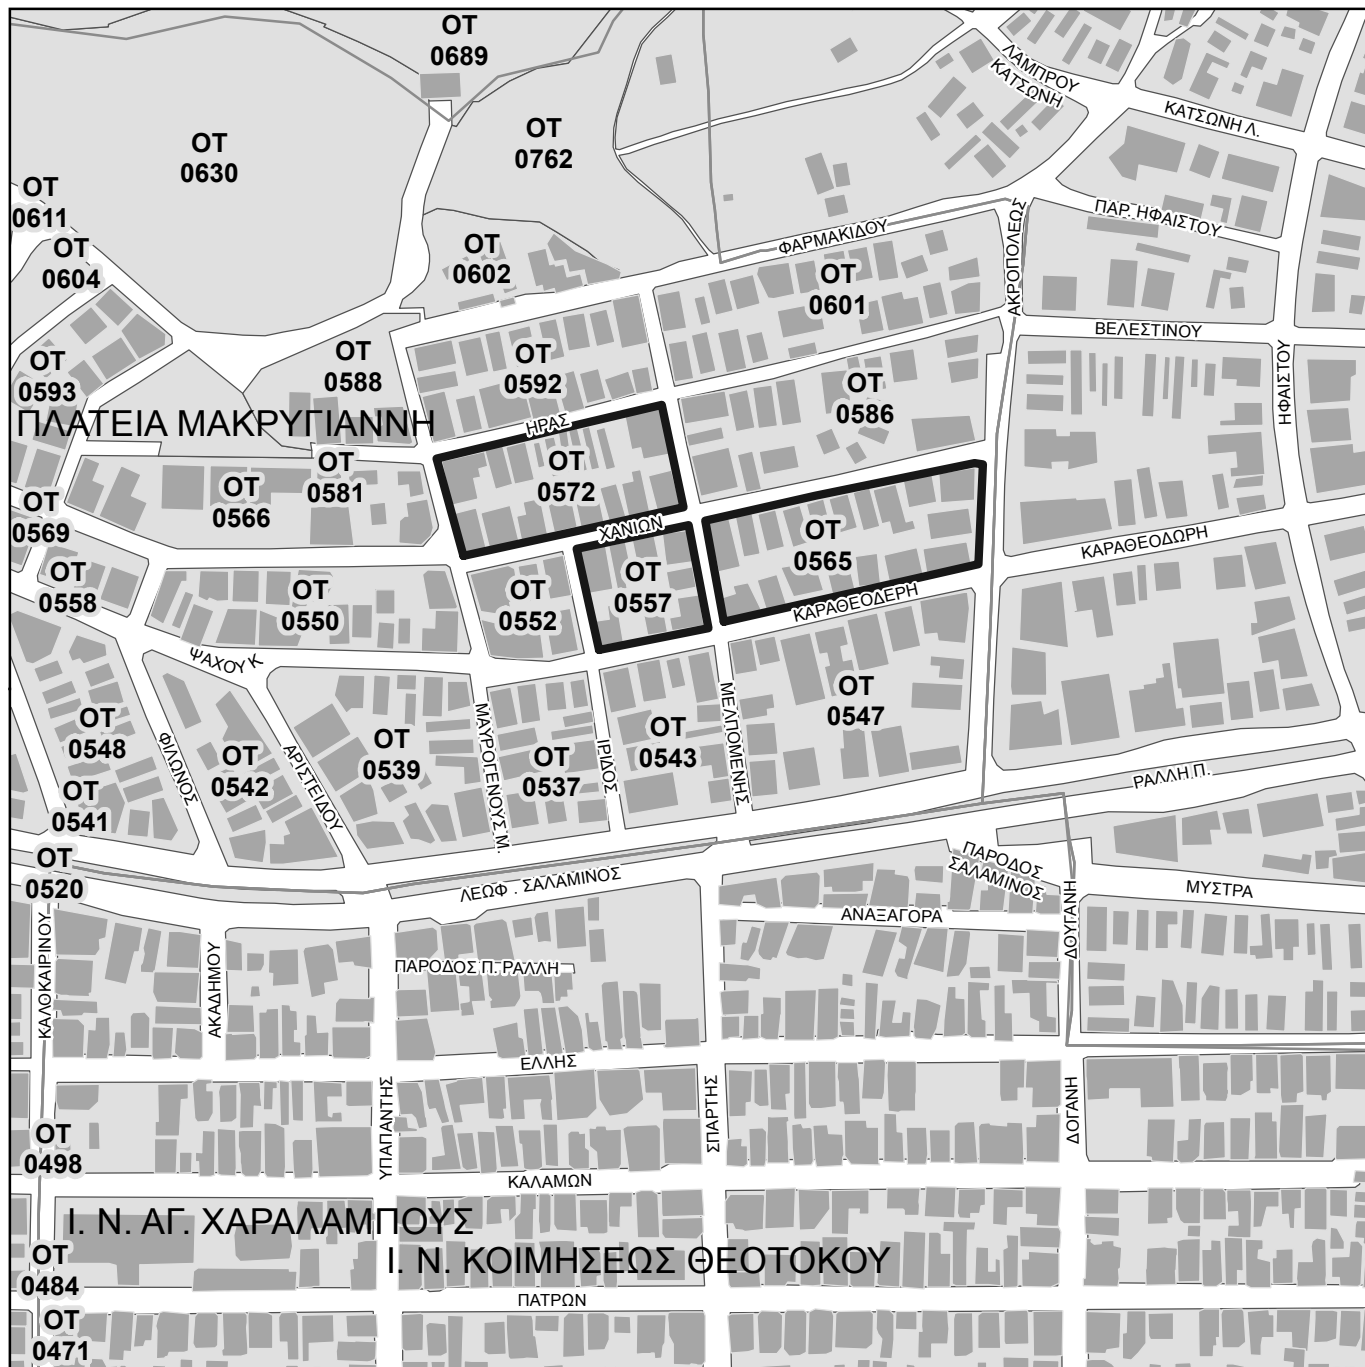 ΟΤ
0689
ΛΑΜΠΡΟΥ
ΚΑΤΣΩΝΗ
ΚΑΤΣΩΝΗ Λ.
ΟΤ
0630
ΟΤ
0762
ΟΤ
0611
ΟΤ
0604
ΟΤ
0602
ΦΑΡΜΑΚΙΔΟΥ
ΑΚΡΟΠΟΛΕΩΣ
ΠΑΡ. ΗΦΑΙΣΤΟΥ
ΟΤ
0601
ΒΕΛΕΣΤΙΝΟΥ
ΗΦΑΙΣΤΟΥ
ΟΤ
0593
ΟΤ
0588
ΟΤ
0592
ΟΤ
0586
ΠΛΑΤΕΙΑ ΜΑΚΡΥΓΙΑΝΝΗ
ΗΡΑΣ
ΟΤ
0572
ΟΤ
0581
ΟΤ
0566
ΟΤ
0569
ΧΑΝΙΩΝ
ΟΤ
0565
ΚΑΡΑΘΕΟΔΩΡΗ
ΟΤ
0558
ΟΤ
0550
ΟΤ
0552
ΟΤ
0557
ΚΑΡΑΘΕΟΔΕΡΗ
ΨΑΧΟΥ Κ
ΟΤ
0548
ΦΙΛΩΝΟΣ
ΟΤ
0542
ΑΡΙΣΤΕΙΔΟΥ
ΟΤ
0539
ΜΑΥΡΟΓΕΝΟΥΣ Μ.
ΟΤ
0537
ΙΡΙΔΟΣ
ΟΤ
0543
ΜΕΛΠΟΜΕΝΗΣ
ΟΤ
0547
ΡΑΛΛΗ Π.
ΟΤ
0541
ΟΤ
0520
ΛΕΩΦ . ΣΑΛΑΜΙΝΟΣ
ΠΑΡΟΔΟΣ
ΣΑΛΑΜΙΝΟΣ
ΜΥΣΤΡΑ
ΑΝΑΞΑΓΟΡΑ
ΔΟΥΓΑΝΗ
ΚΑΛΟΚΑΙΡΙΝΟΥ
ΑΚΑΔΗΜΟΥ
ΠΑΡΟΔΟΣ Π. ΡΑΛΛΗ
ΕΛΛΗΣ
ΥΠΑΠΑΝΤΗΣ
ΣΠΑΡΤΗΣ
ΔΟΓΑΝΗ
ΟΤ
0498
ΚΑΛΑΜΩΝ
Ι. Ν. ΑΓ. ΧΑΡΑΛΑΜΠΟΥΣ
Ι. Ν. ΚΟΙΜΗΣΕΩΣ ΘΕΟΤΟΚΟΥ
ΟΤ
0484
ΠΑΤΡΩΝ
ΟΤ
0471